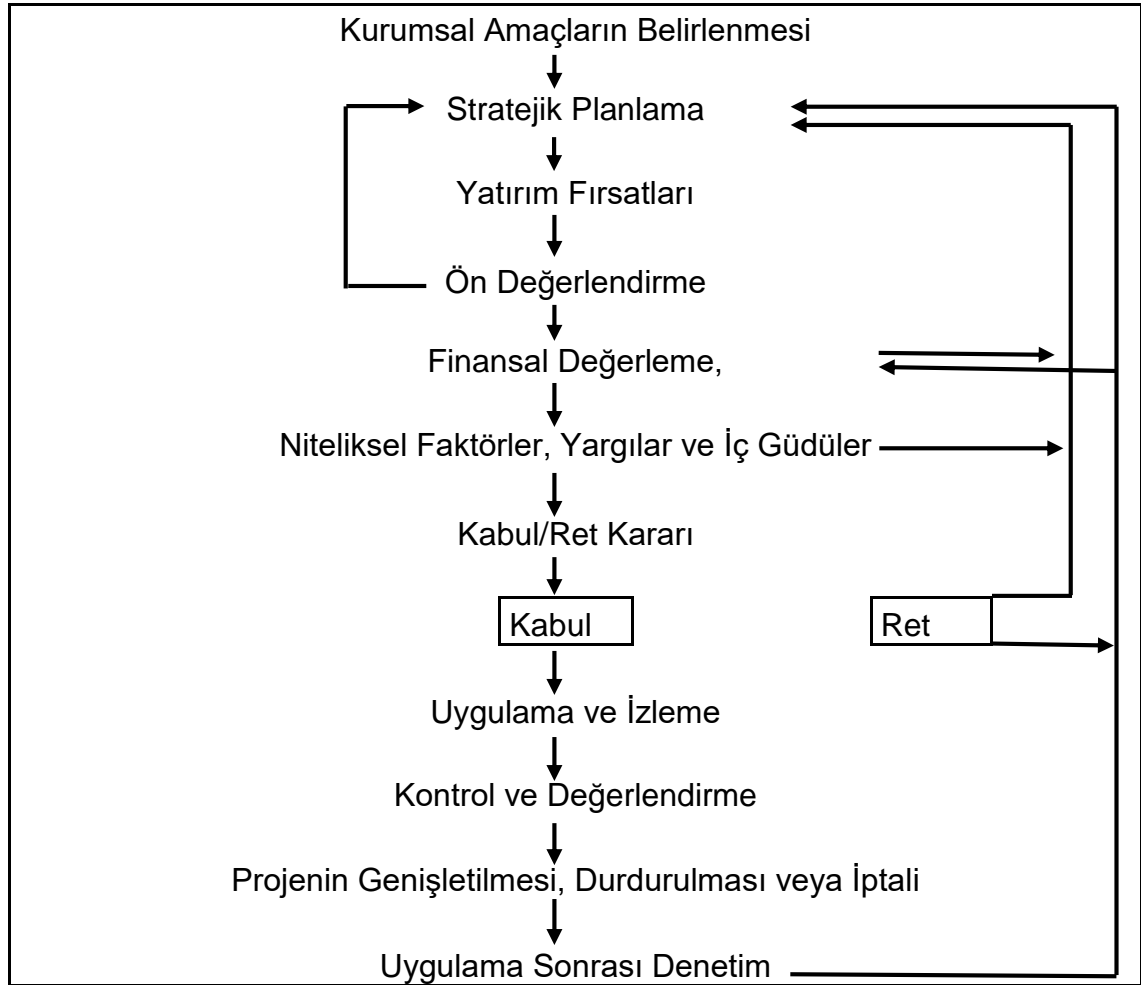 Kurumsal Amaçların Belirlenmesi
Stratejik Planlama
Yatırım Fırsatları
Ön Değerlendirme
Finansal Değerleme,
Niteliksel Faktörler, Yargılar ve İç Güdüler
Kabul/Ret Kararı
Kabul
Ret
Uygulama ve İzleme
Kontrol ve Değerlendirme
Projenin Genişletilmesi, Durdurulması veya İptali
Uygulama Sonrası Denetim